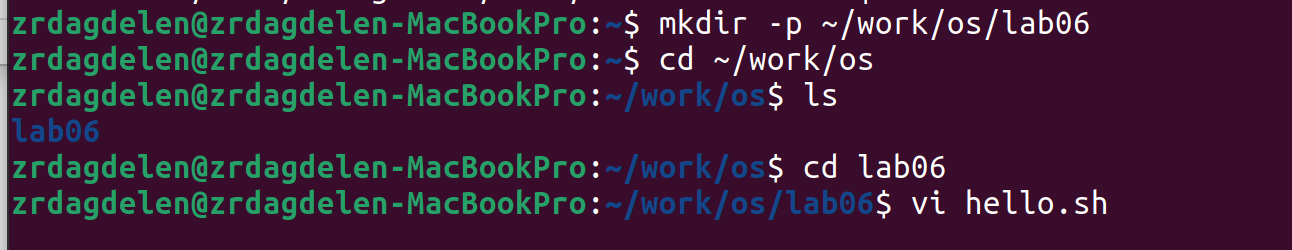 zrdagdelen@zrdagdelen-MacBookPro:~$ mkdir -p ~/work/os/lab06
zrdagdelen@zrdagdelen-MacBookPro:~$ cd ~/work/os
zrdagdelen@zrdagdelen-MacBookPro:~/work/os$ ls
lab06
zrdagdelen@zrdagdelen-MacBookPro:~/work/os$ cd lab06
zrdagdelen@zrdagdelen-MacBookPro:~/work/os/lab06$ vi hello.sh